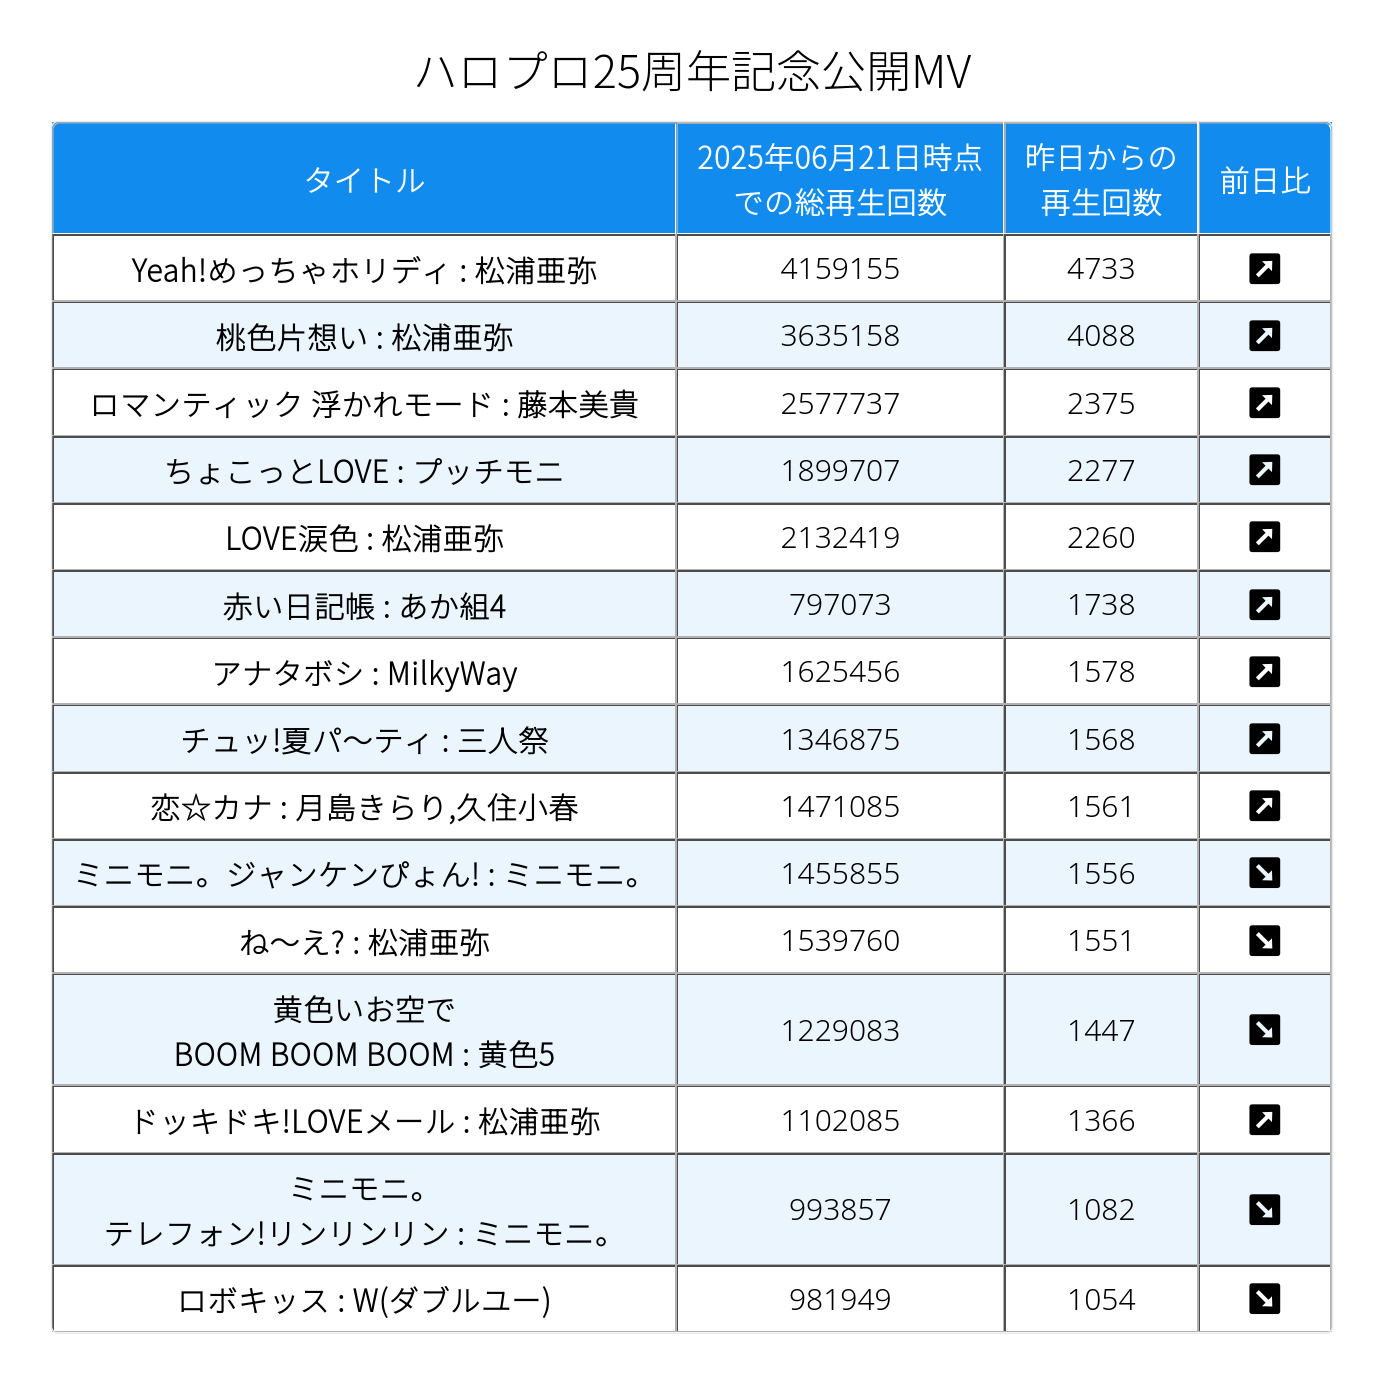 ハロプロ25周年記念公開MV
タイトル
2025年06月21日時点
での総再生回数
昨日からの
再生回数
前日比
Yeah!めっちゃホリディ : 松浦亜弥 4159155 4733 ↗
桃色片想い : 松浦亜弥 3635158 4088 ↗
ロマンティック 浮かれモード : 藤本美貴 2577737 2375 ↗
ちょこっとLOVE : プッチモニ 1899707 2277 ↗
LOVE涙色 : 松浦亜弥 2132419 2260 ↗
赤い日記帳 : あか組4 797073 1738 ↗
アナタボシ : MilkyWay 1625456 1578 ↗
チュッ!夏パ〜ティ : 三人祭 1346875 1568 ↗
恋☆カナ : 月島きらり,久住小春 1471085 1561 ↗
ミニモニ。ジャンケンぴょん! : ミニモニ。 1455855 1556 ↘
ね〜え? : 松浦亜弥 1539760 1551 ↘
黄色いお空で
BOOM BOOM BOOM : 黄色5 1229083 1447 ↘
ドッキドキ!LOVEメール : 松浦亜弥 1102085 1366 ↗
ミニモニ。
テレフォン!リンリンリン : ミニモニ。 993857 1082 ↘
ロボキッス : W(ダブルユー) 981949 1054 ↘